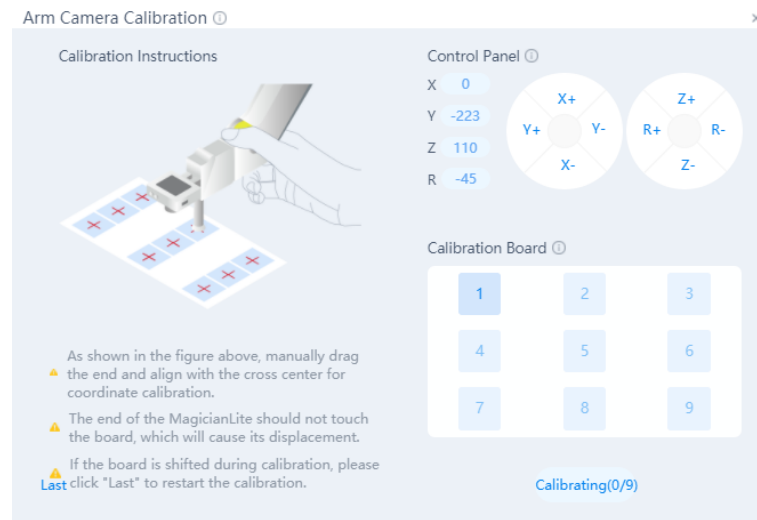 Arm Camera Calibration
Calibration Instructions
As shown in the figure above, manually drag
the end and align with the cross center for
coordinate calibration.
The end of the MagicianLite should not touch
the board, which will cause its displacement.
If the board is shifted during calibration, please
click "Last" to restart the calibration.
Last
Control Panel
X 0
Y -223
Z 110
R -45
X+
Y+ Y-
X-
Z+
R+ R-
Z-
Calibration Board
1 2 3
4 5 6
7 8 9
Calibrating(0/9)